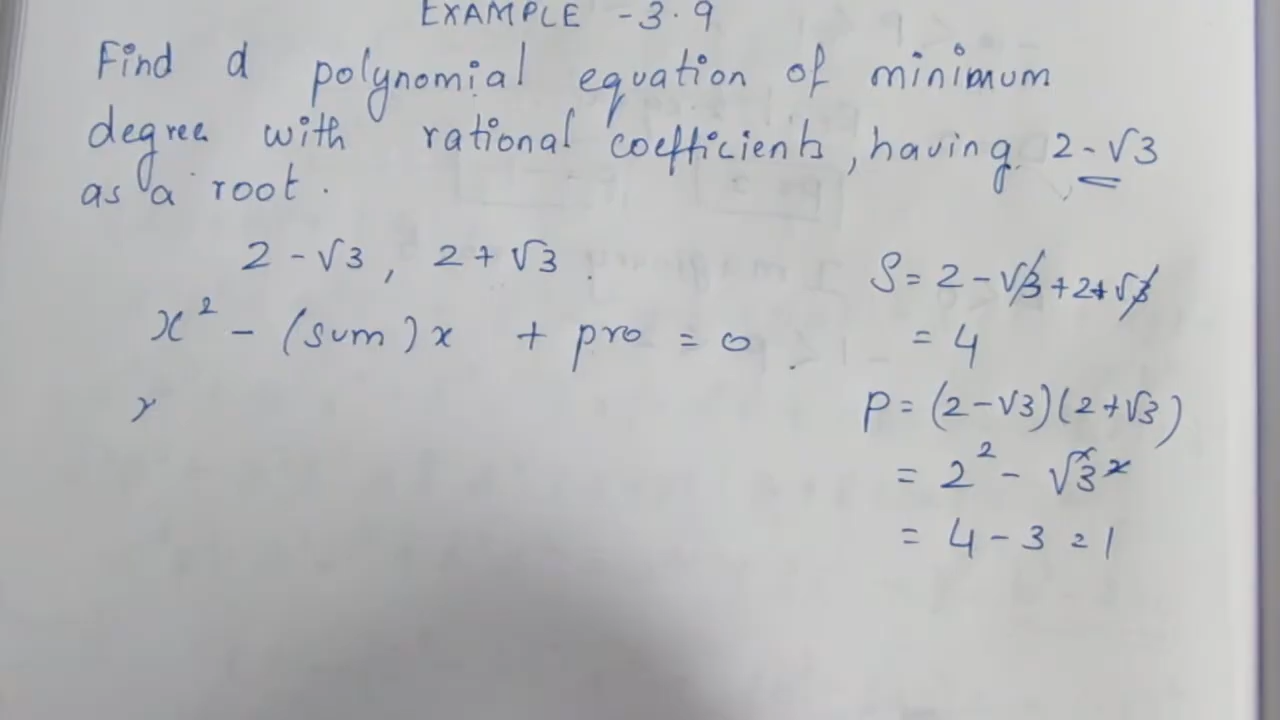 EXAMPLE - 3.9
Find a polynomial equation of minimum
degree with rational coefficients, having 2-√3
as a root.
2-√3, 2+√3.
x² - (sum)x + pro = 0.
x
S = 2-√3+2+√3
= 4
P = (2-√3)(2+√3)
= 2² - √3²
= 4-3 = 1